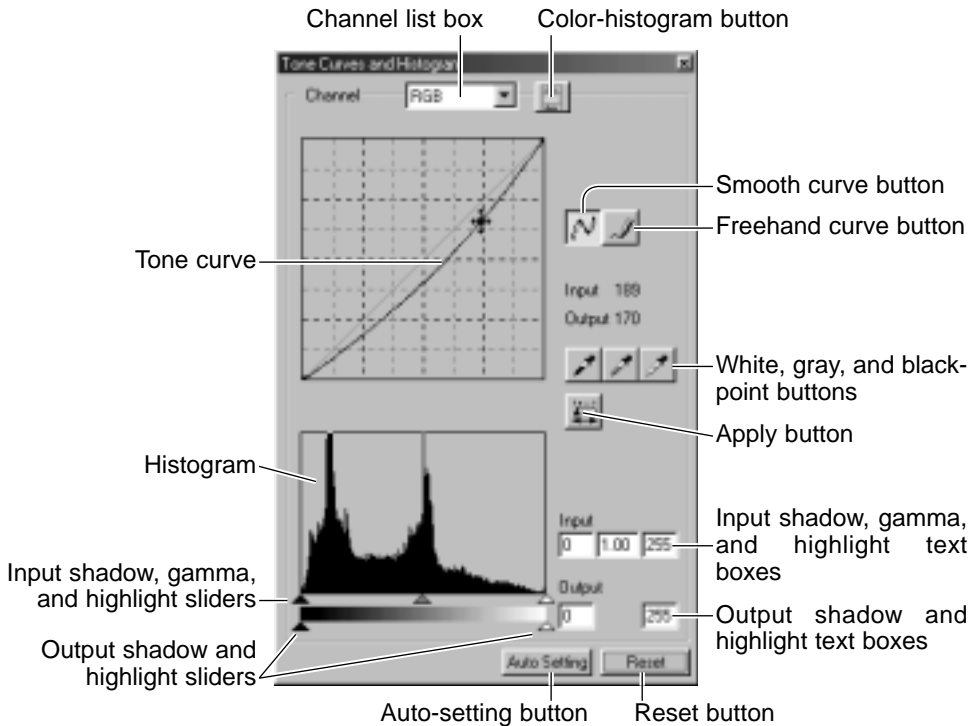 Channel list box
Color-histogram button
Tone Curves and Histogram
Channel
RGB
Smooth curve button
Freehand curve button
Tone curve
Input 189
Output 170
White, gray, and black-
point buttons
Apply button
Histogram
Input
0 1.00 255
Input shadow, gamma,
and highlight text
boxes
Input shadow, gamma,
and highlight sliders
Output
0 255
Output shadow and
highlight text boxes
Output shadow and
highlight sliders
Auto Setting
Reset
Auto-setting button
Reset button